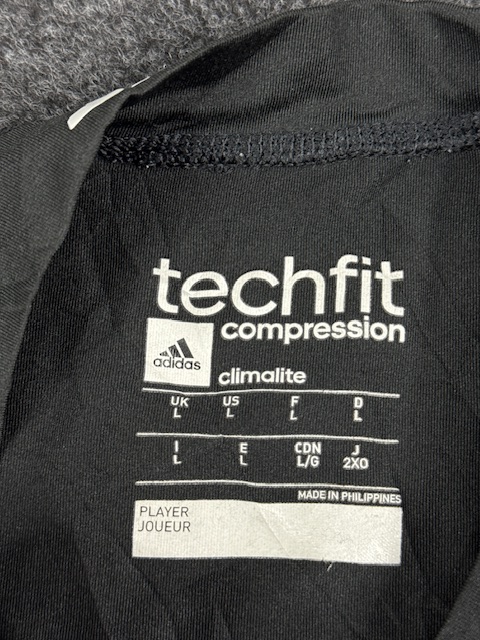 techfit
compression
adidas
climalite
UK US F D
L L L L
I E CDN J
L L L/G 2XO
MADE IN PHILIPPINES
PLAYER
JOUEUR